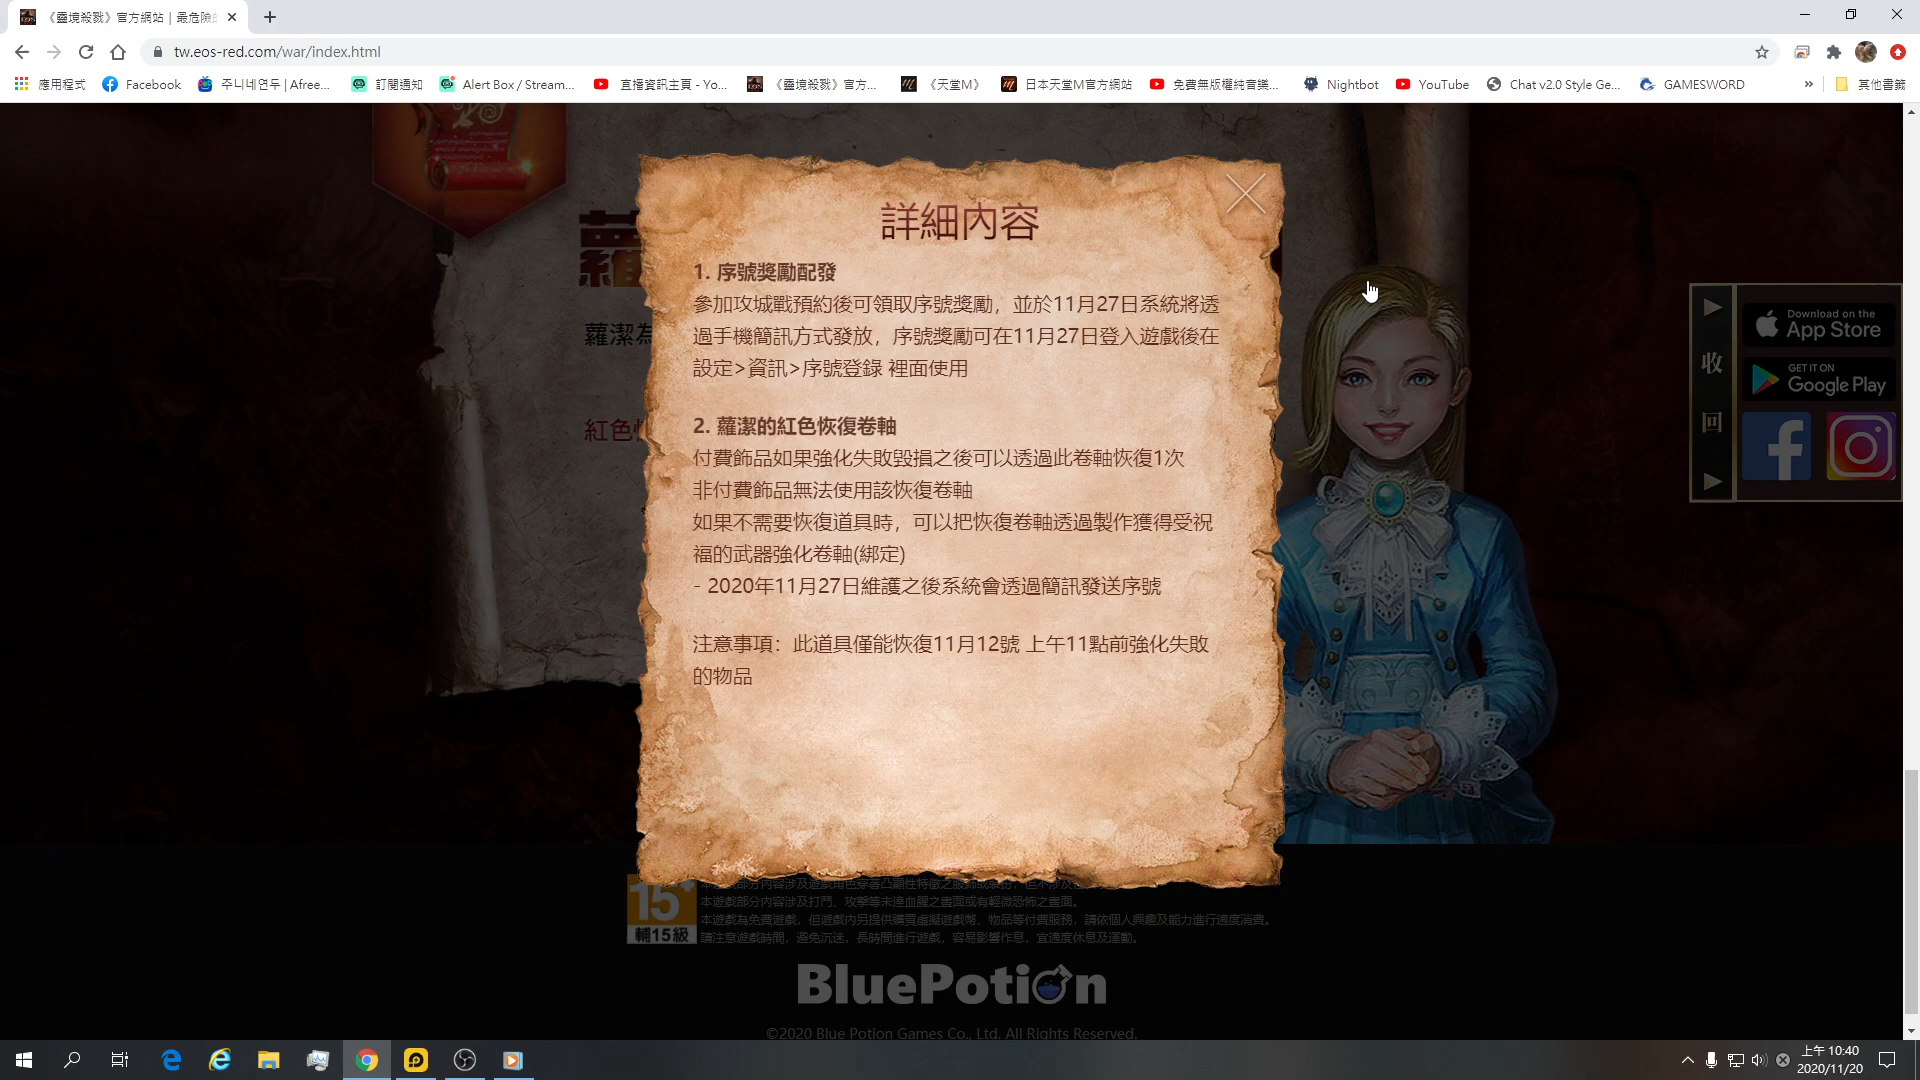 《靈境殺戮》官方網站｜最危險
tw.eos-red.com/war/index.html
應用程式
Facebook
주니네연두 | Afree...
訂閱通知
Alert Box / Stream...
直播資訊主頁 - Yo...
《靈境殺戮》官方...
《天堂M》
日本天堂M官方網站
免費無版權純音樂...
Nightbot
YouTube
Chat v2.0 Style Ge...
GAMESWORD
其他書籤
詳細內容
1. 序號獎勵配發
參加攻城戰預約後可領取序號獎勵，並於11月27日系統將透
過手機簡訊方式發放，序號獎勵可在11月27日登入遊戲後在
設定>資訊>序號登錄 裡面使用
2. 蘿潔的紅色恢復卷軸
付費飾品如果強化失敗毀損之後可以透過此卷軸恢復1次
非付費飾品無法使用該恢復卷軸
如果不需要恢復道具時，可以把恢復卷軸透過製作獲得受祝
福的武器強化卷軸(綁定)
- 2020年11月27日維護之後系統會透過簡訊發送序號
注意事項：此道具僅能恢復11月12號 上午11點前強化失敗
的物品
蘿
蘿潔為
紅色
收
回
Download on the
App Store
GET IT ON
Google Play
15+
輔15級
本遊戲部分內容涉及打鬥、攻擊等未達血腥之畫面或有輕微恐怖之畫面。
本遊戲為免費遊戲，但遊戲內另提供購買虛擬遊戲幣、物品等付費服務，請依個人興趣及能力進行適度消費。
請注意遊戲時間，避免沉迷，長時間進行遊戲，容易影響作息，宜適度休息及運動。
BluePotion
©2020 Blue Potion Games Co., Ltd. All Rights Reserved.
上午 10:40
2020/11/20